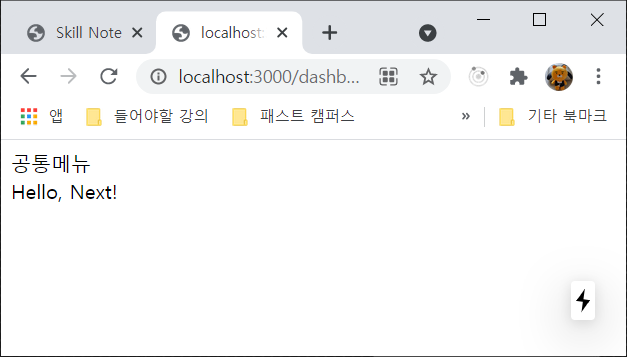 Skill Note
localhost:
localhost:3000/dashb...
앱
들어야할 강의
패스트 캠퍼스
»
기타 북마크
공통메뉴
Hello, Next!